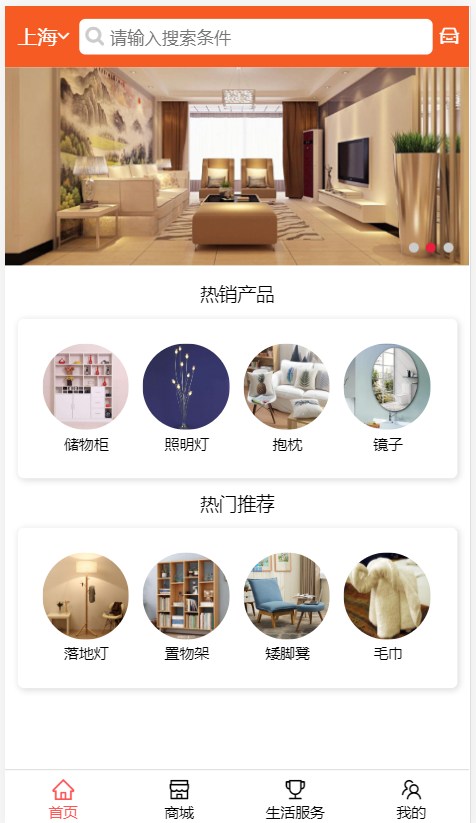 上海
请输入搜索条件
热销产品
储物柜 照明灯 抱枕 镜子
热门推荐
落地灯 置物架 矮脚凳 毛巾
首页 商城 生活服务 我的